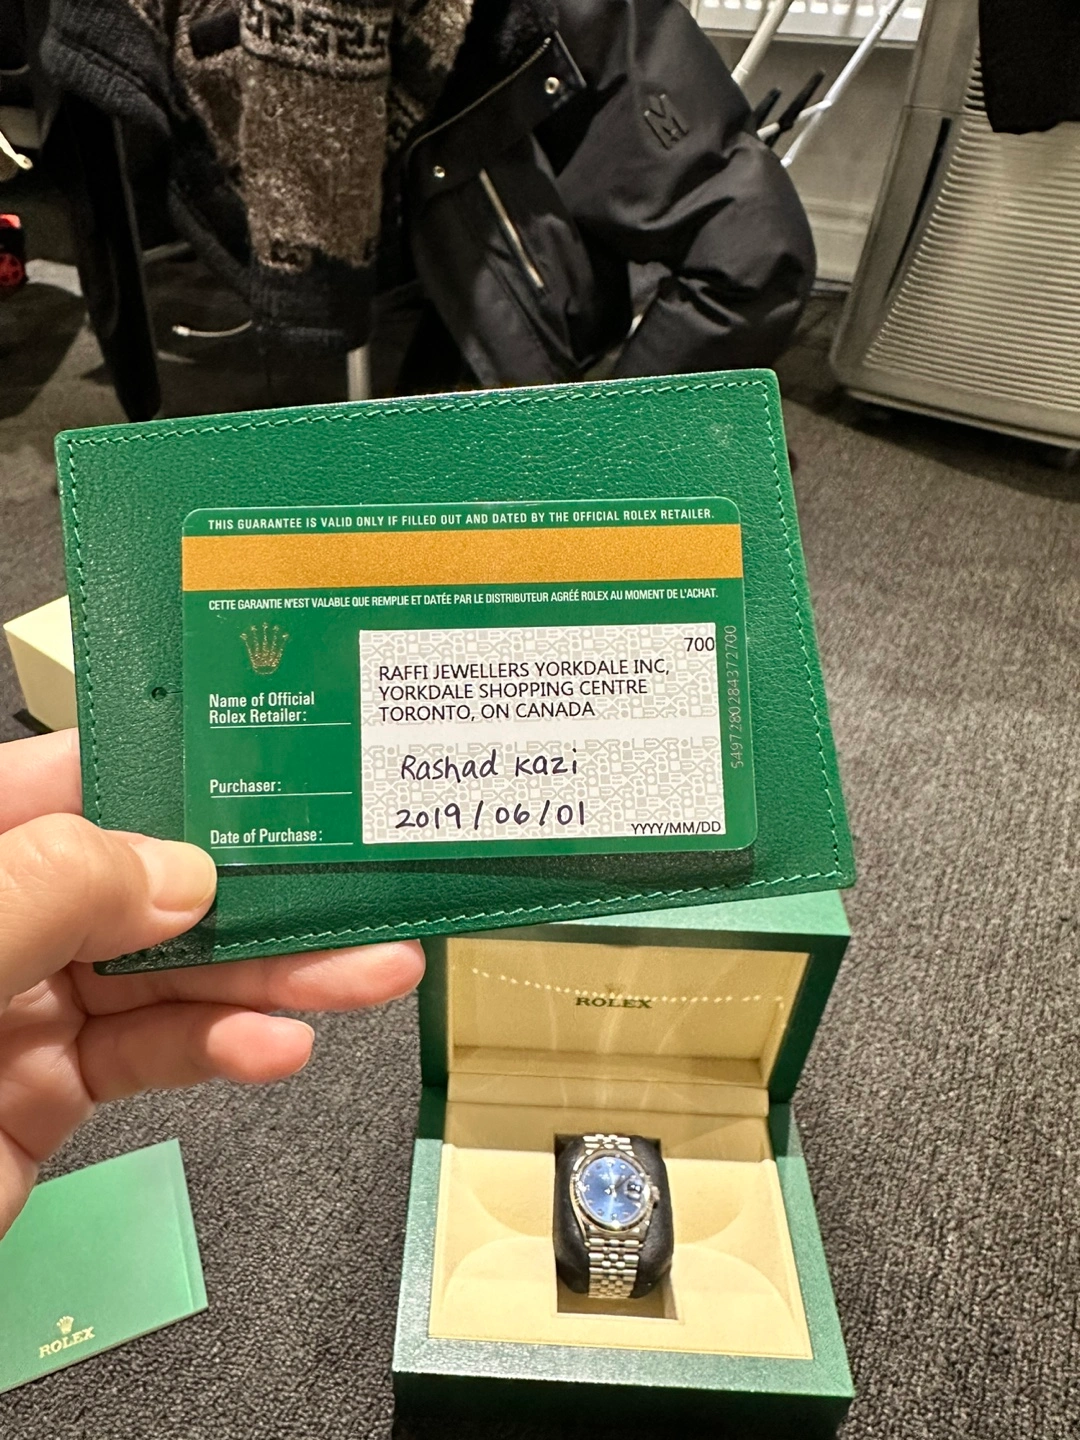 THIS GUARANTEE IS VALID ONLY IF FILLED OUT AND DATED BY THE OFFICIAL ROLEX RETAILER.
CETTE GARANTIE N'EST VALABLE QUE REMPLIE ET DATÉE PAR LE DISTRIBUTEUR AGRÉÉ ROLEX AU MOMENT DE L'ACHAT.
700
Name of Official
Rolex Retailer:
RAFFI JEWELLERS YORKDALE INC,
YORKDALE SHOPPING CENTRE
TORONTO, ON CANADA
Purchaser:
Rashad Kazi
Date of Purchase:
2019/06/01
YYYY/MM/DD
ROLEX
ROLEX
M